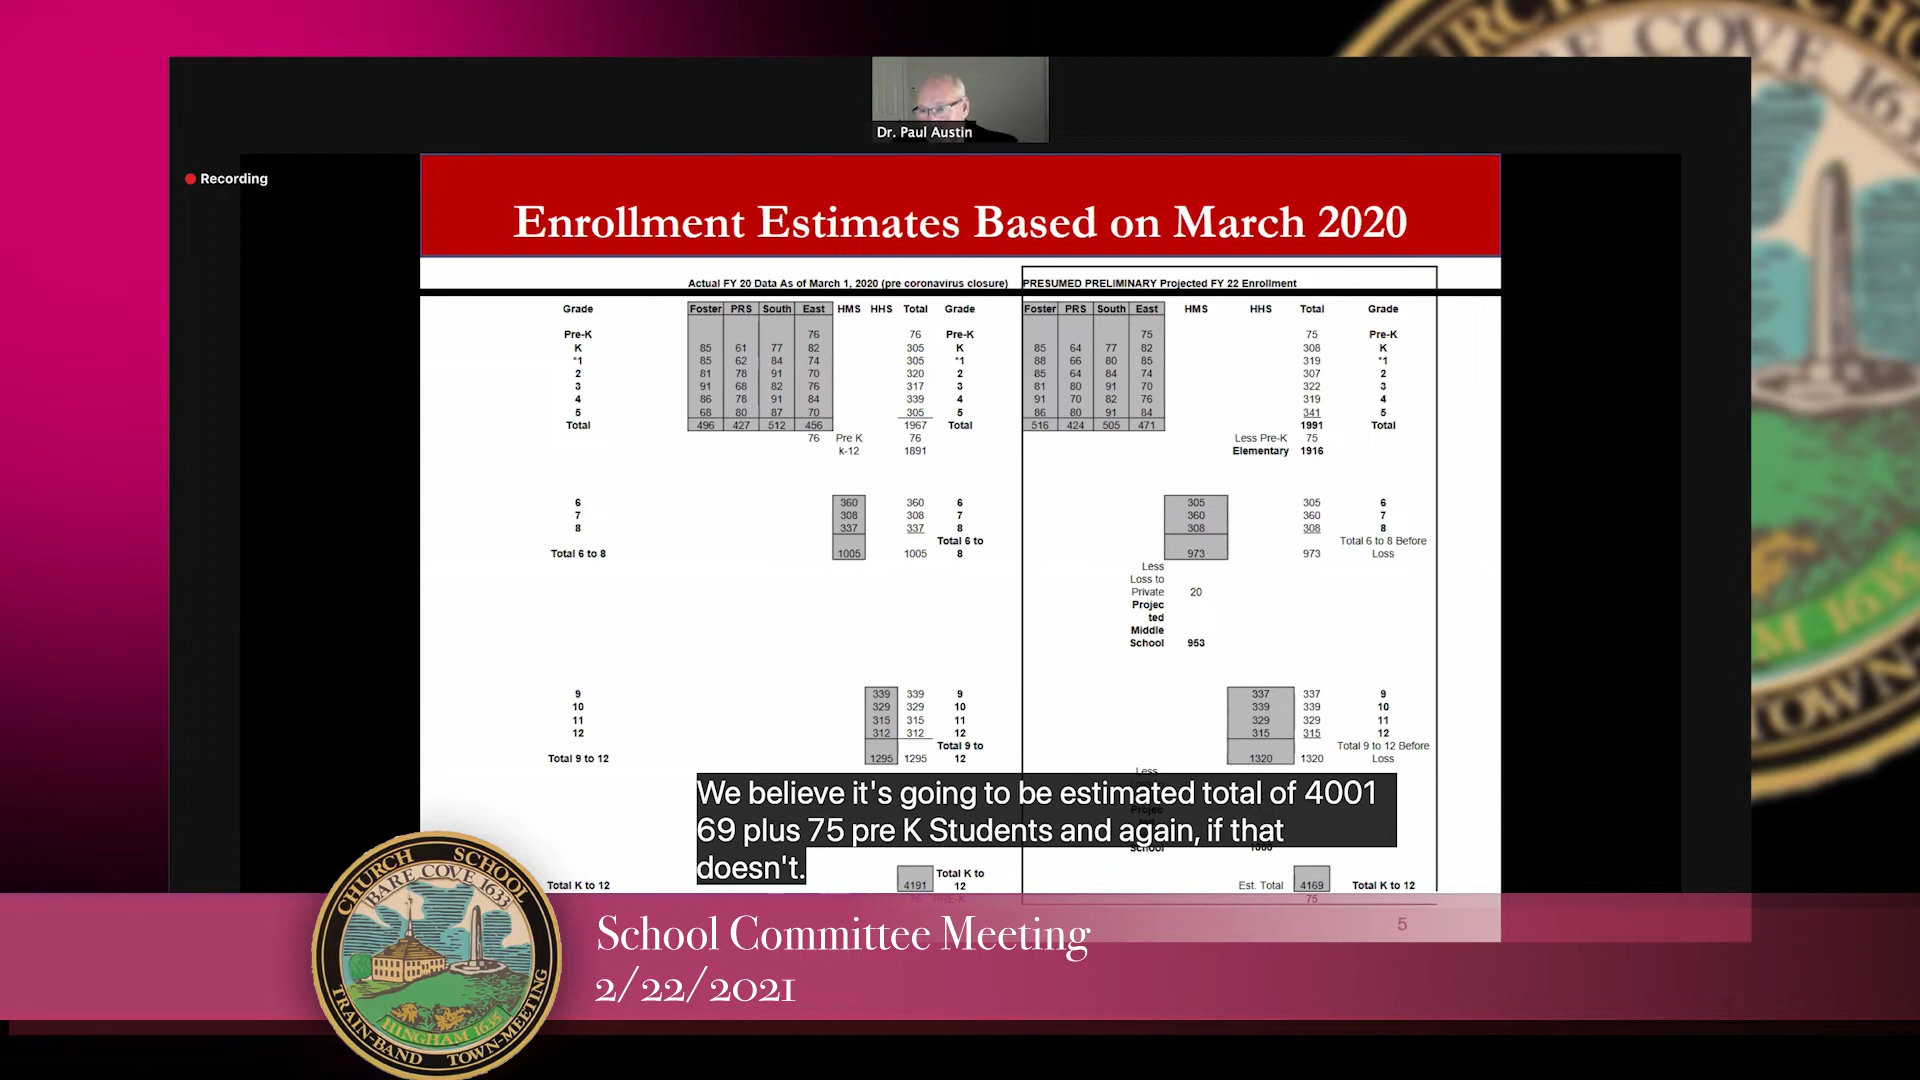 Dr. Paul Austin
Recording
Enrollment Estimates Based on March 2020
Actual FY 20 Data As of March 1, 2020 (pre coronavirus closure) PRESUMED PRELIMINARY Projected FY 22 Enrollment
Grade Foster PRS South East HMS HHS Total Grade Foster PRS South East HMS HHS Total Grade
Pre-K 76 76 Pre-K 75 75 Pre-K
K 85 61 77 82 305 K 85 64 77 82 308 K
*1 85 62 84 74 305 *1 88 66 80 85 319 *1
2 81 78 91 70 320 2 85 64 84 74 307 2
3 91 68 82 76 317 3 81 80 91 70 322 3
4 86 78 91 84 339 4 91 70 82 76 319 4
5 68 80 87 70 305 5 86 80 91 84 341 5
Total 496 427 512 456 1967 Total 516 424 505 471 1991 Total
76 Pre K 76 Less Pre-K 75
k-12 1891 Elementary 1916
6 360 360 6 305 305 6
7 308 308 7 360 360 7
8 337 337 8 308 308 8
Total 6 to Total 6 to 8 Before
Total 6 to 8 1005 1005 8 973 973 Loss
Less
Loss to
Private 20
Projec
ted
Middle
School 953
9 339 339 9 337 337 9
10 329 329 10 339 339 10
11 315 315 11 329 329 11
12 312 312 12 315 315 12
Total 9 to Total 9 to 12 Before
Total 9 to 12 1295 1295 12 1320 1320 Loss
Less
We believe it's going to be estimated total of 4001
69 plus 75 pre K Students and again, if that
doesn't.
School
Total K to
Total K to 12 4191 12 Est. Total 4169 Total K to 12
76 PRE-K 75
5
School Committee Meeting
2/22/2021
CHURCH SCHOOL
BARE COVE 1633
HINGHAM 1635
TRAIN-BAND TOWN-MEETING